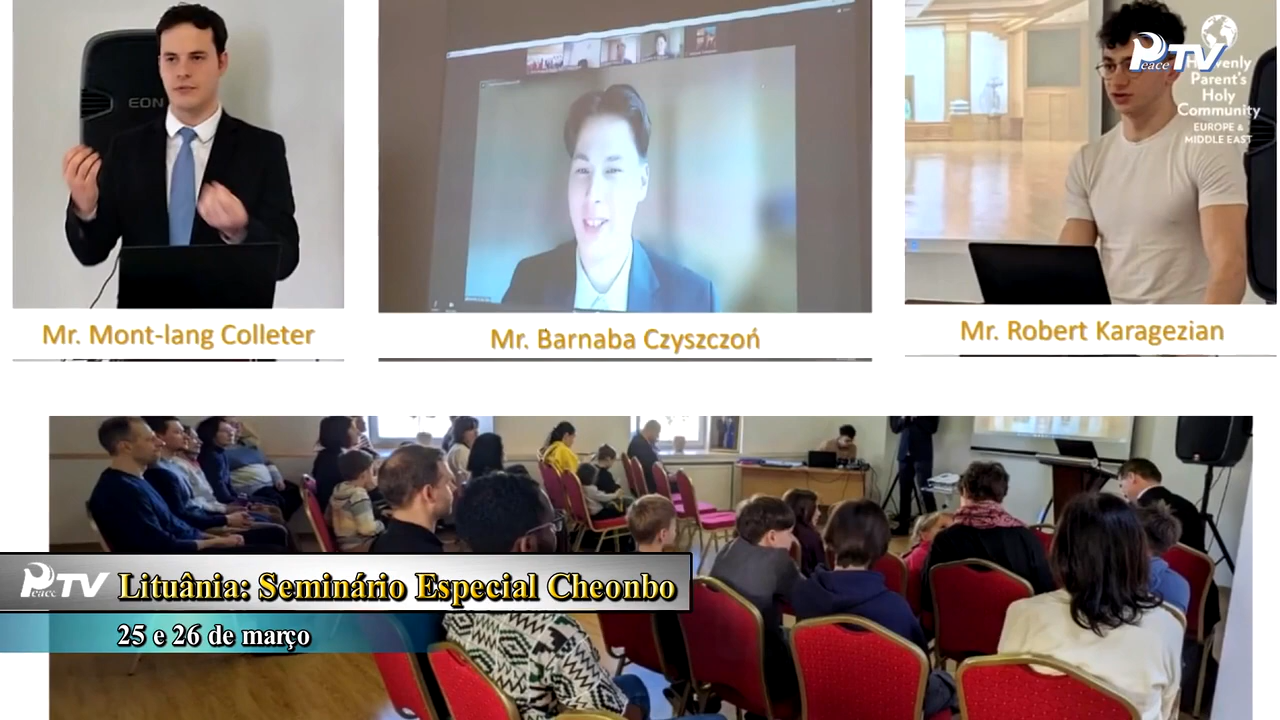 EON
Peace TV
Heavenly
Parent's
Holy
Community
EUROPE &
MIDDLE EAST
Mr. Mont-lang Colleter
Mr. Barnaba Czyszczoń
Mr. Robert Karagezian
Peace TV
Lituânia: Seminário Especial Cheonbo
25 e 26 de março